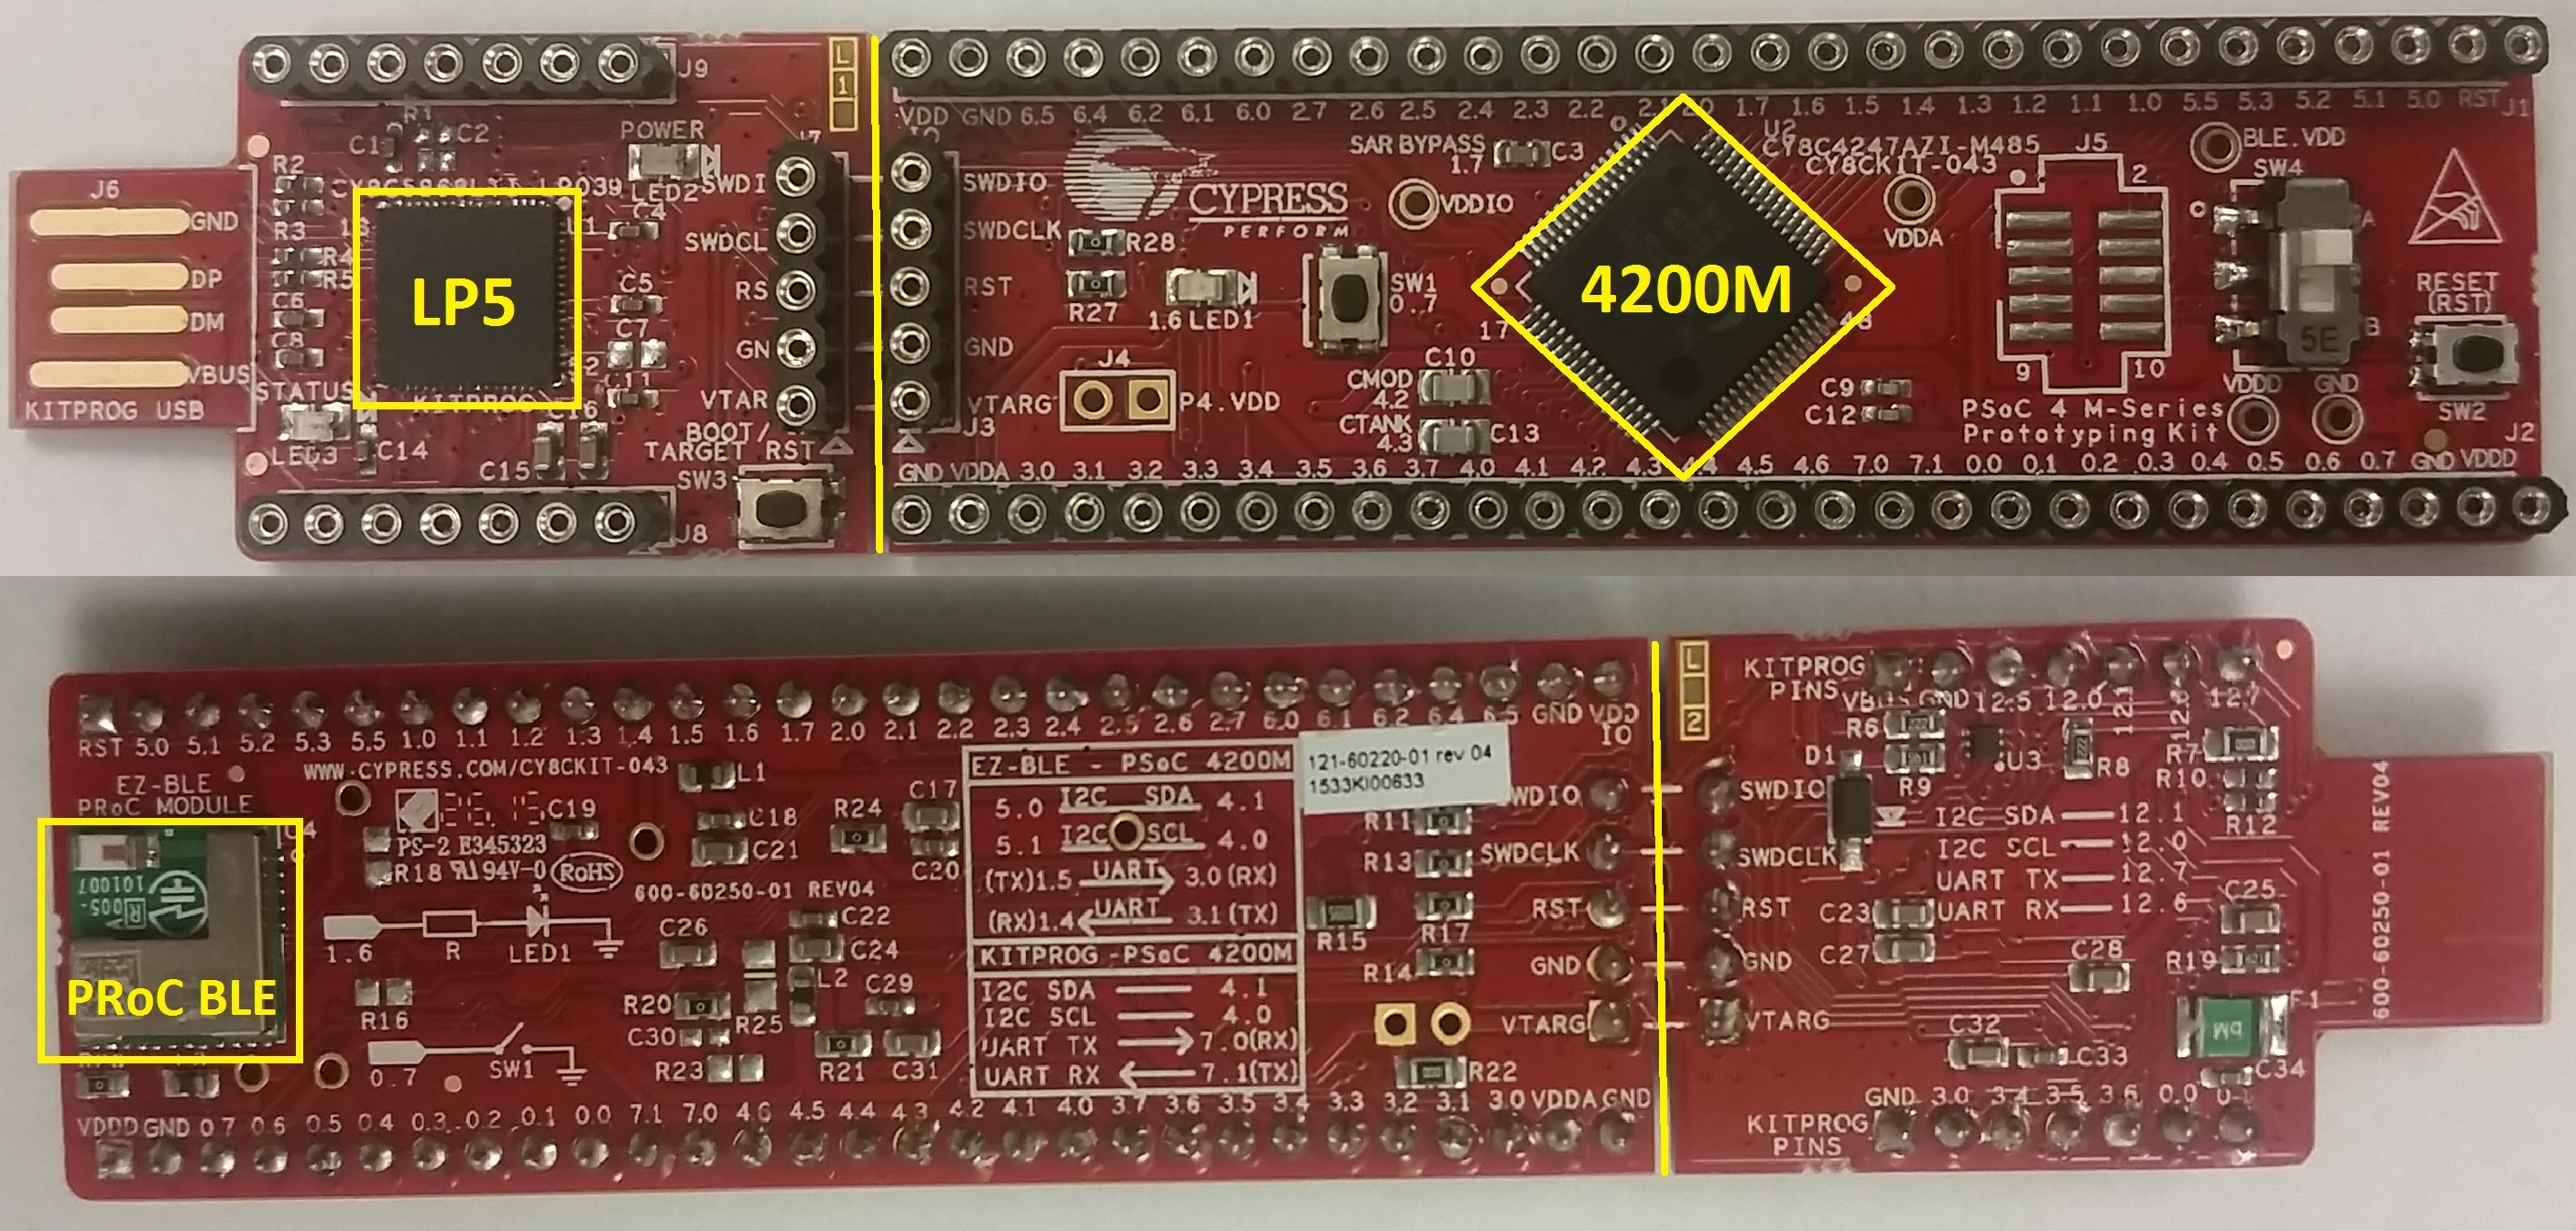 J9
L
1
VDD GND 6.5 6.4 6.2 6.1 6.0 2.7 2.6 2.5 2.4 2.3 2.2 2.1 2.0 1.7 1.6 1.5 1.4 1.3 1.2 1.1 1.0 5.5 5.3 5.2 5.1 5.0 RST J1
IO
R1
C1 C2
POWER
LED2
J7
SWDI
SWDCL
RS
GN
VTAR
J6
GND
DP
DM
VBUS
KITPROG USB
R2
R3
R4
R5
C6
C8
LP5
U1
C4
C5
C7
C11
KITPROG
STATUS
LED3
C14
C15
C16
BOOT/
TARGET RST
SW3
J8
SWDIO
SWDCLK
RST
GND
VTARG
J3
CYPRESS
PERFORM
R28
R27
1.6 LED1
J4
P4.VDD
VDDIO
SAR BYPASS
1.7
C3
SW1
0.7
C10
CMOD
4.2
CTANK
4.3
C13
U2
CY8C4247AZI-M485
CY8CKIT-043
4200M
17
48
VDDA
C9
C12
J5
2
9
10
PSoC 4 M-Series
Prototyping Kit
BLE.VDD
SW4
A
B
5E
VDDD
GND
RESET
(RST)
SW2
J2
GND VDDA 3.0 3.1 3.2 3.3 3.4 3.5 3.6 3.7 4.0 4.1 4.2 4.3 4.4 4.5 4.6 7.0 7.1 0.0 0.1 0.2 0.3 0.4 0.5 0.6 0.7 GND VDDD
RST 5.0 5.1 5.2 5.3 5.5 1.0 1.1 1.2 1.3 1.4 1.5 1.6 1.7 2.0 2.1 2.2 2.3 2.4 2.5 2.6 2.7 6.0 6.1 6.2 6.4 6.5 GND VDD
IO
EZ-BLE
PRoC MODULE
U4
005-
101007
R
PRoC BLE
WWW.CYPRESS.COM/CY8CKIT-043
C19
PS-2 E345323
R18
94V-0
RoHS
600-60250-01 REV04
1.6 R LED1
R16
0.7 SW1
L1
C18
C21
R24
C17
C20
C26
C22
C24
L2
C29
R20
C30
R25
R23
R21
C31
EZ-BLE - PSoC 4200M
5.0 I2C SDA 4.1
5.1 I2C SCL 4.0
(TX)1.5 UART 3.0 (RX)
(RX)1.4 UART 3.1 (TX)
KITPROG -PSoC 4200M
I2C SDA 4.1
I2C SCL 4.0
UART TX 7.0(RX)
UART RX 7.1(TX)
121-60220-01 rev 04
1533KI00633
R11
R13
R15
R17
R14
R22
WDIO
SWDCLK
RST
GND
VTARG
VDDD GND 0.7 0.6 0.5 0.4 0.3 0.2 0.1 0.0 7.1 7.0 4.6 4.5 4.4 4.3 4.2 4.1 4.0 3.7 3.6 3.5 3.4 3.3 3.2 3.1 3.0 VDDA GND
L
2
KITPROG
PINS
VBUS GND 12.5 12.0 12.1 12.6 12.7
R6
D1
R9
U3
R8
R7
R10
R12
SWDIO
SWDCLK
RST
GND
VTARG
I2C SDA 12.1
I2C SCL 12.0
UART TX 12.7
UART RX 12.6
C23
C27
C25
C28
R19
F1
C32
C33
C34
GND 3.0 3.4 3.5 3.6 0.0 0.1
KITPROG
PINS
600-60250-01 REV04